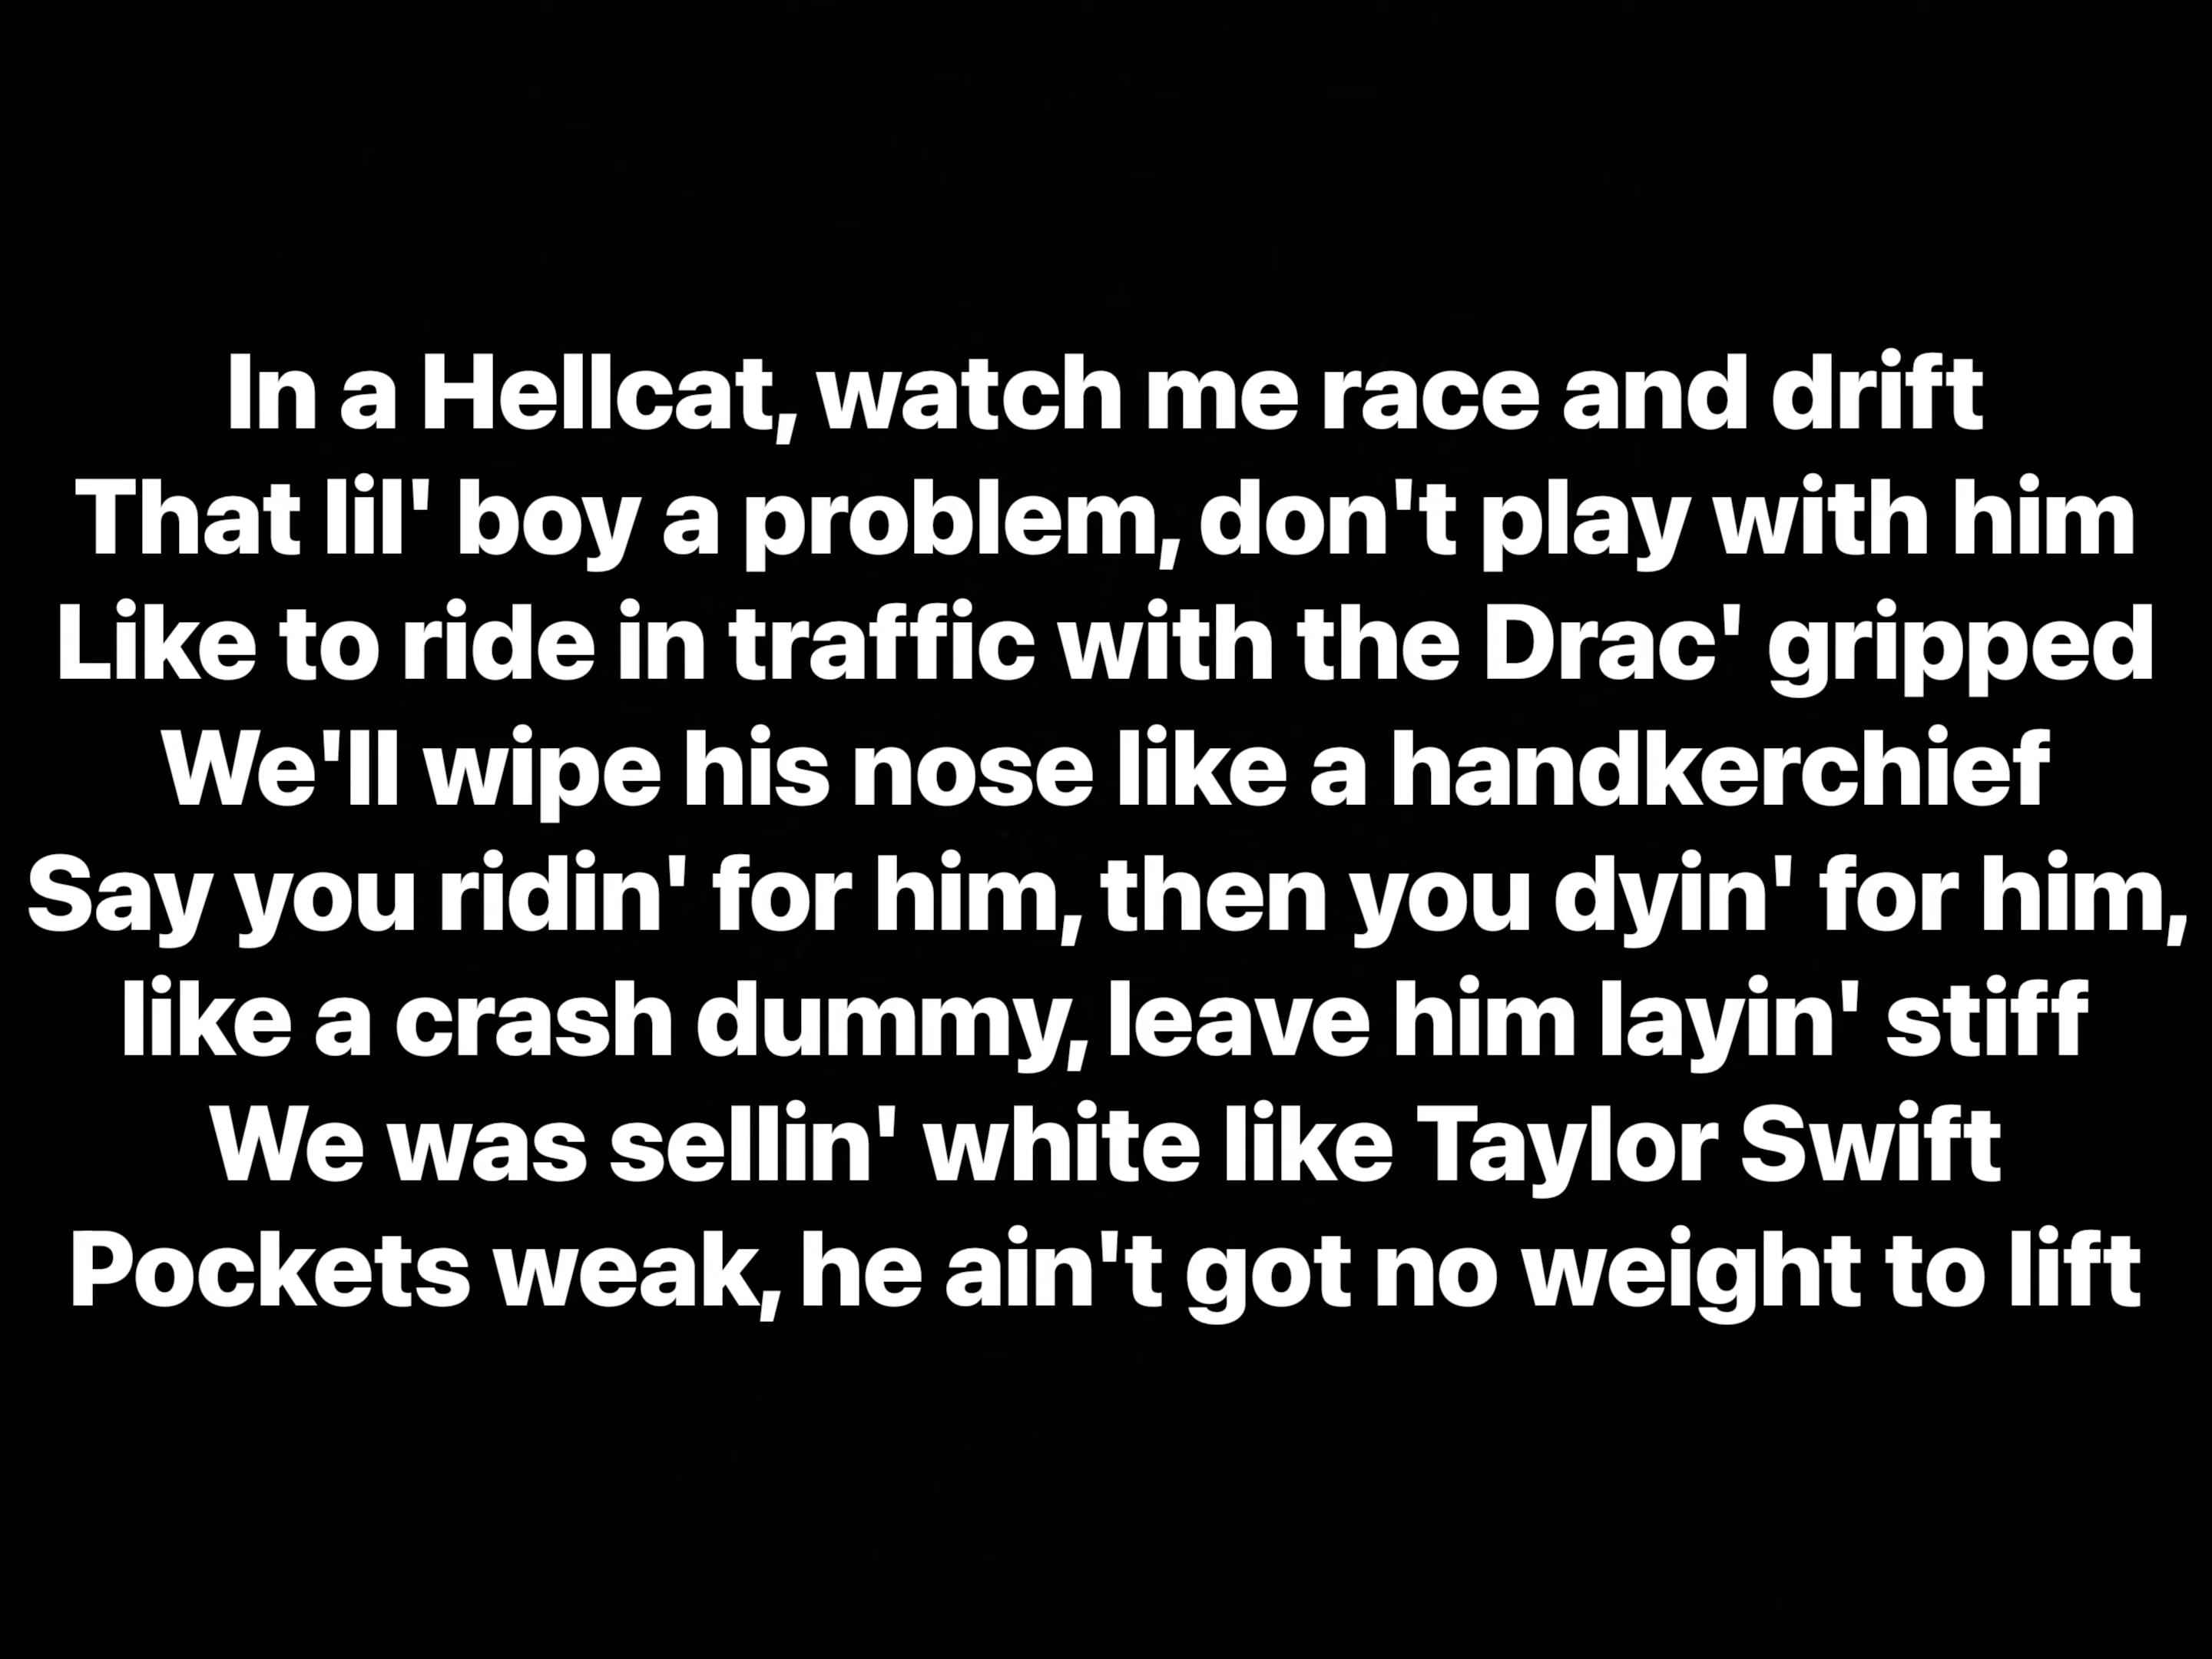 In a Hellcat, watch me race and drift
That lil' boy a problem, don't play with him
Like to ride in traffic with the Drac' gripped
We'll wipe his nose like a handkerchief
Say you ridin' for him, then you dyin' for him,
like a crash dummy, leave him layin' stiff
We was sellin' white like Taylor Swift
Pockets weak, he ain't got no weight to lift